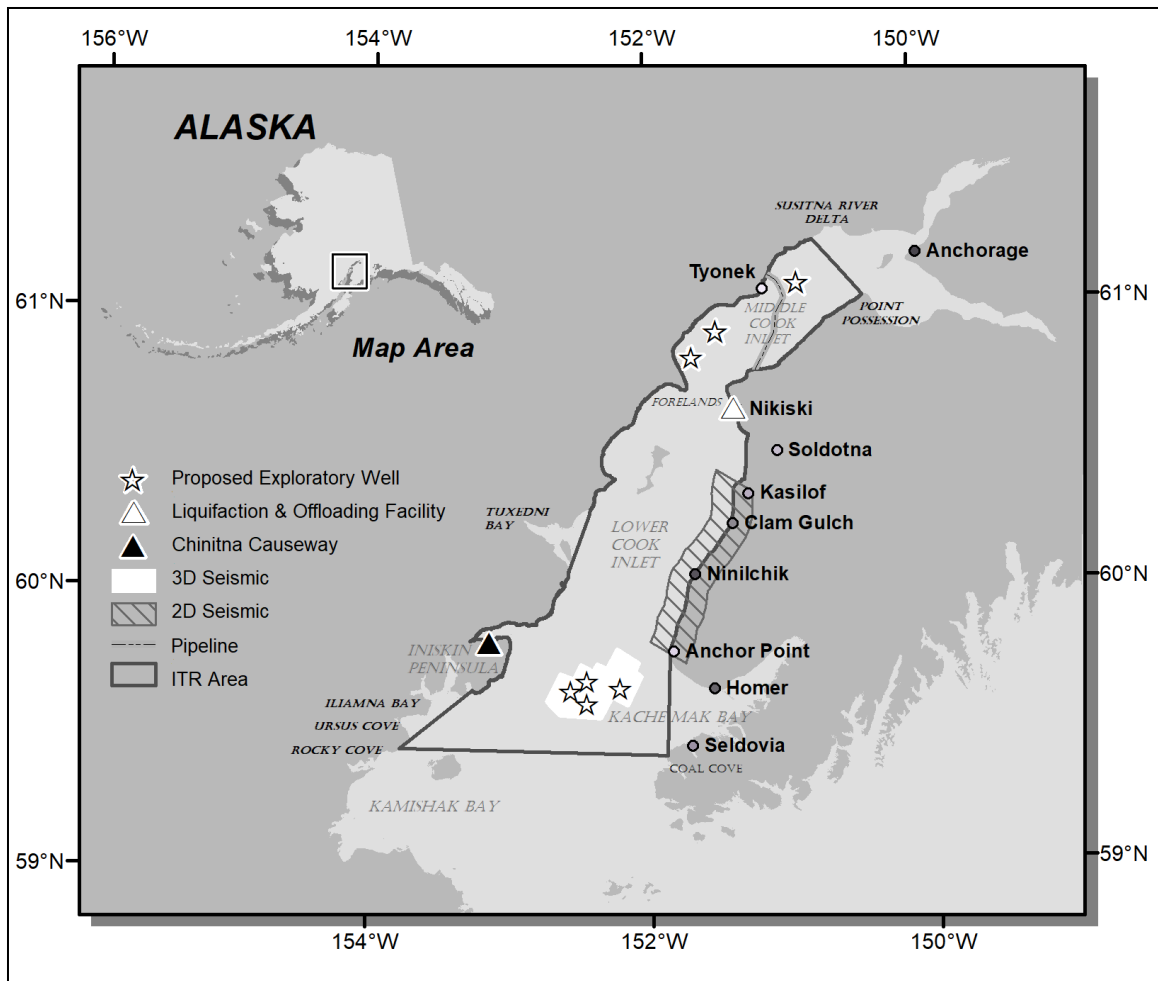 156°W 154°W 152°W 150°W
ALASKA
SUSITNA RIVER
DELTA
Anchorage
Tyonek
61°N
61°N
MIDDLE
COOK
INLET
POINT
POSSESSION
Map Area
FORELANDS
Nikiski
Soldotna
Proposed Exploratory Well
Kasilof
Liquifaction & Offloading Facility
TUXEDNI
BAY
Clam Gulch
LOWER
COOK
INLET
Chinitna Causeway
3D Seismic
60°N
60°N
Ninilchik
2D Seismic
Pipeline
INISKIN
PENINSULA
Anchor Point
ITR Area
Homer
ILIAMNA BAY
KACHEMAK BAY
URSUS COVE
ROCKY COVE
Seldovia
COAL COVE
KAMISHAK BAY
59°N
59°N
154°W 152°W 150°W